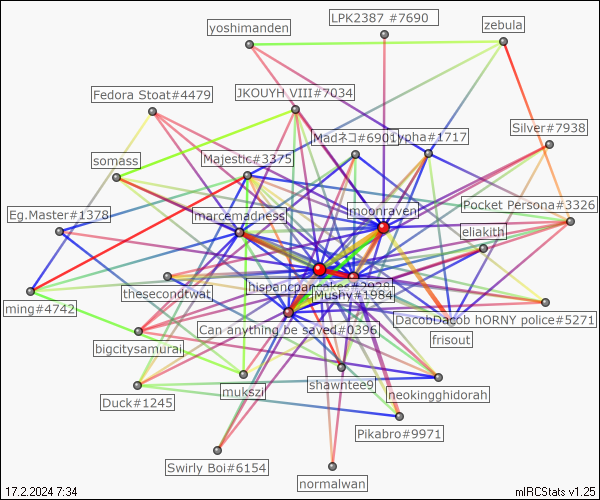 LPK2387 #7690
yoshimanden
zebula
JKOUYH VIII#7034
Fedora Stoat#4479
Silver#7938
Madネコ#6901
ypha#1717
somass
Majestic#3375
Pocket Persona#3326
moonraven
Eg.Master#1378
marcemadness
eliakith
thesecondtwat
Mushy#1984
ming#4742
DacobDacob hORNY police#5271
Can anything be saved#0396
frisout
bigcitysamurai
shawntee9
mukszi
neokingghidorah
Duck#1245
Pikabro#9971
Swirly Boi#6154
normalwan
17.2.2024 7:34
mIRCStats v1.25